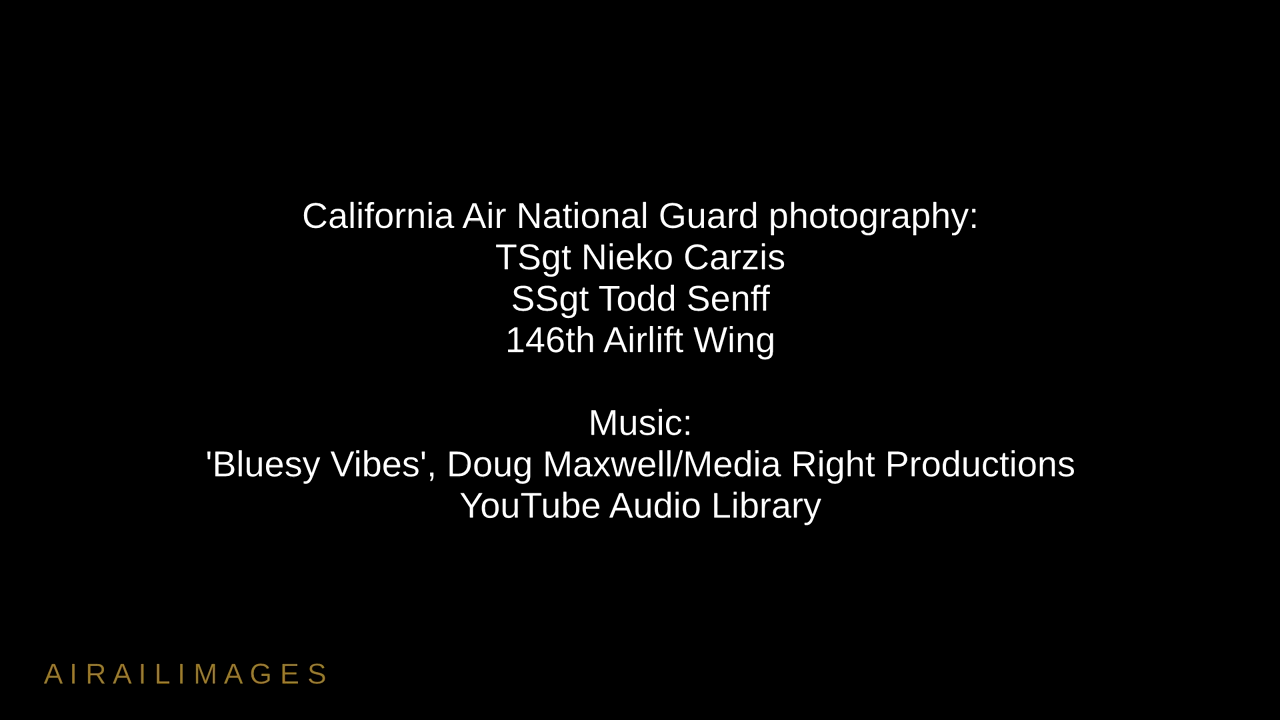 California Air National Guard photography:
TSgt Nieko Carzis
SSgt Todd Senff
146th Airlift Wing
Music:
'Bluesy Vibes', Doug Maxwell/Media Right Productions
YouTube Audio Library
AIRAILIMAGES